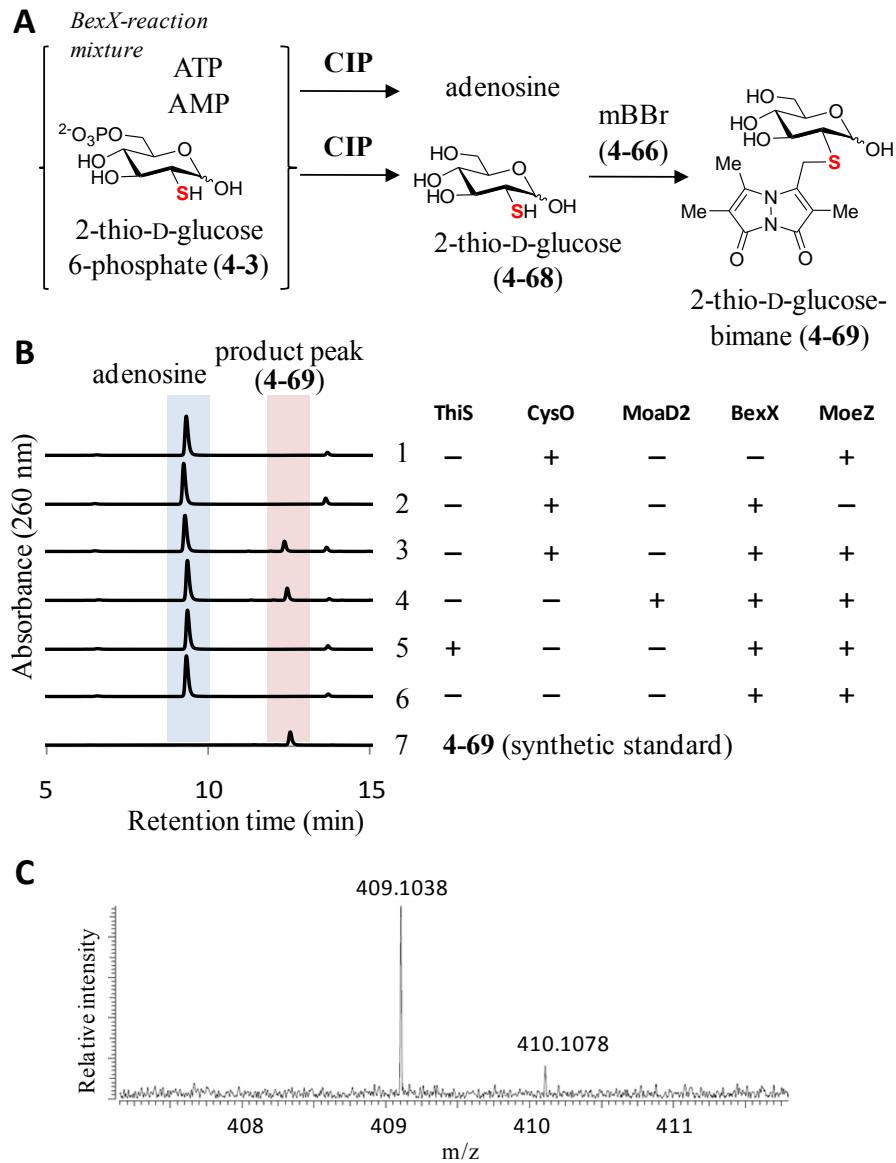 A
BexX-reaction
mixture
ATP
AMP
2-O3PO
HO
HO
SH
OH
2-thio-D-glucose
6-phosphate (4-3)
CIP
adenosine
CIP
HO
HO
HO
SH
OH
2-thio-D-glucose
(4-68)
mBBr
(4-66)
HO
HO
HO
O
OH
S
Me
Me
N
N
Me
O
O
2-thio-D-glucose-
bimane (4-69)
B
adenosine
product peak
(4-69)
ThiS CysO MoaD2 BexX MoeZ
1 – + – – +
2 – + – + –
3 – + – + +
4 – – + + +
5 + – – + +
6 – – – + +
7 4-69 (synthetic standard)
Absorbance (260 nm)
5 10 15
Retention time (min)
C
409.1038
410.1078
Relative intensity
408 409 410 411
m/z